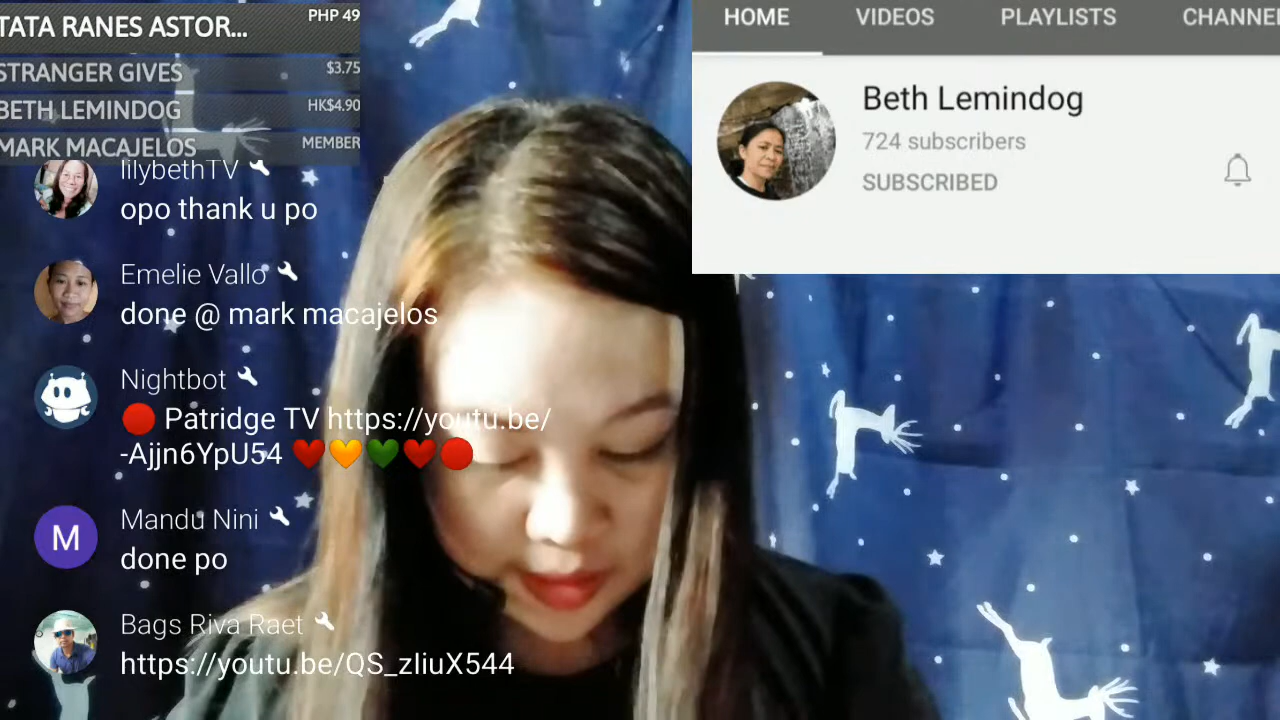 TATA RANES ASTOR... PHP 49
STRANGER GIVES $3.75
BETH LEMINDOG HK$4.90
MARK MACAJELOS MEMBER
lilybethTV
opo thank u po
Emelie Vallo
done @ mark macajelos
Nightbot
🔴 Patridge TV https://youtu.be/
-Ajjn6YpU54 ❤️🧡💚❤️🔴
Mandu Nini
M
done po
Bags Riva Raet
https://youtu.be/QS_zIiuX544
HOME VIDEOS PLAYLISTS CHANNEL
Beth Lemindog
724 subscribers
SUBSCRIBED